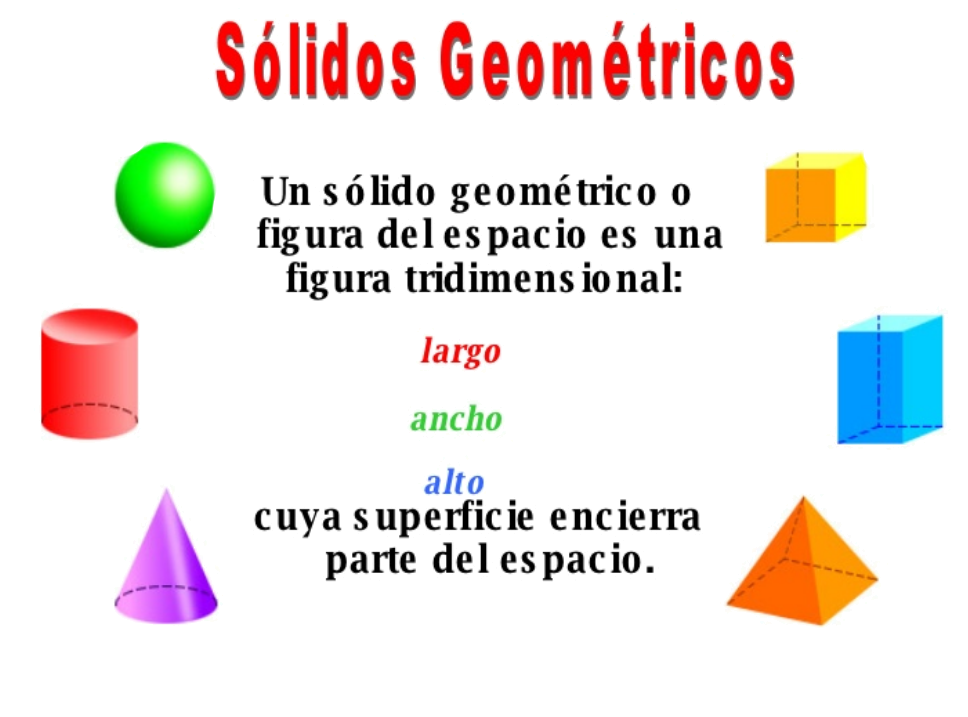 Sólidos Geométricos
Un sólido geométrico o
figura del espacio es una
figura tridimensional:
largo
ancho
alto
cuya superficie encierra
parte del espacio.